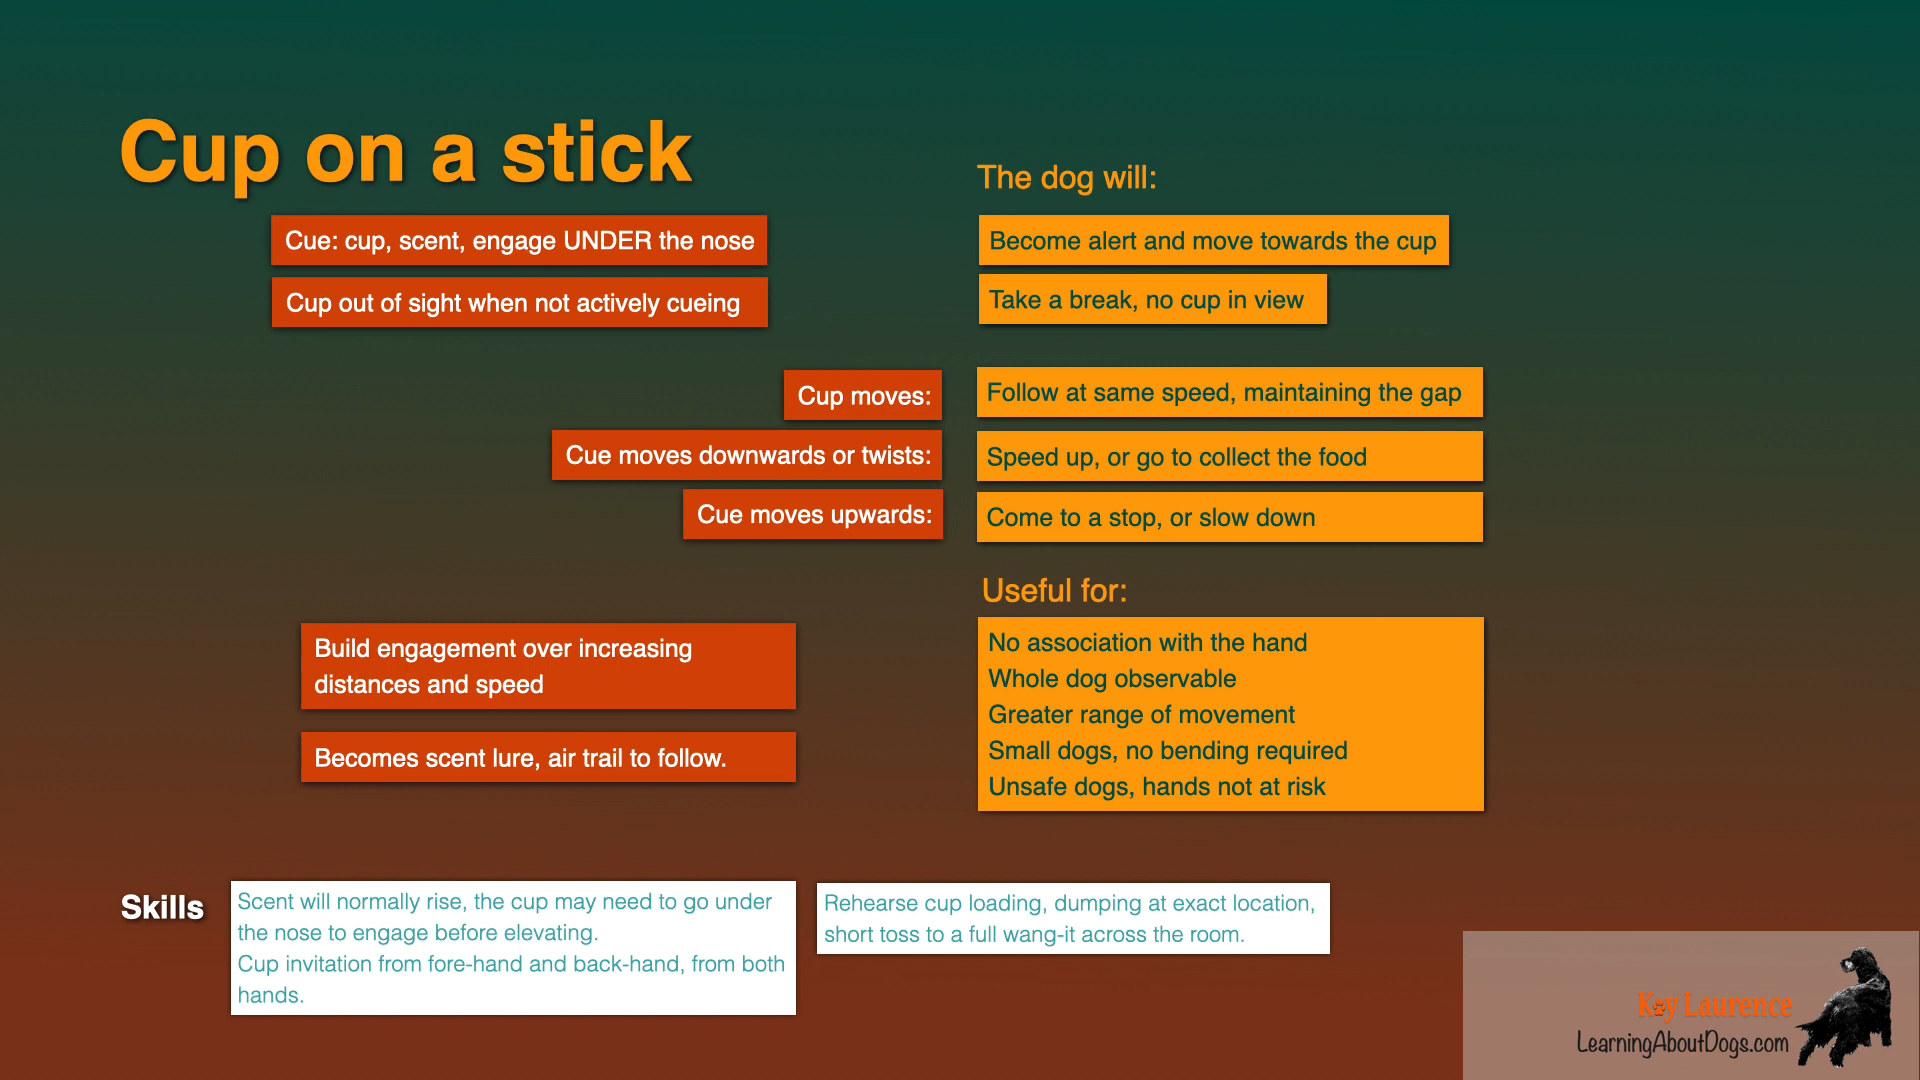 Cup on a stick
The dog will:
Cue: cup, scent, engage UNDER the nose
Become alert and move towards the cup
Cup out of sight when not actively cueing
Take a break, no cup in view
Cup moves:
Follow at same speed, maintaining the gap
Cue moves downwards or twists:
Speed up, or go to collect the food
Cue moves upwards:
Come to a stop, or slow down
Build engagement over increasing
distances and speed
Becomes scent lure, air trail to follow.
Useful for:
No association with the hand
Whole dog observable
Greater range of movement
Small dogs, no bending required
Unsafe dogs, hands not at risk
Skills
Scent will normally rise, the cup may need to go under
the nose to engage before elevating.
Cup invitation from fore-hand and back-hand, from both
hands.
Rehearse cup loading, dumping at exact location,
short toss to a full wang-it across the room.
Kay Laurence
LearningAboutDogs.com